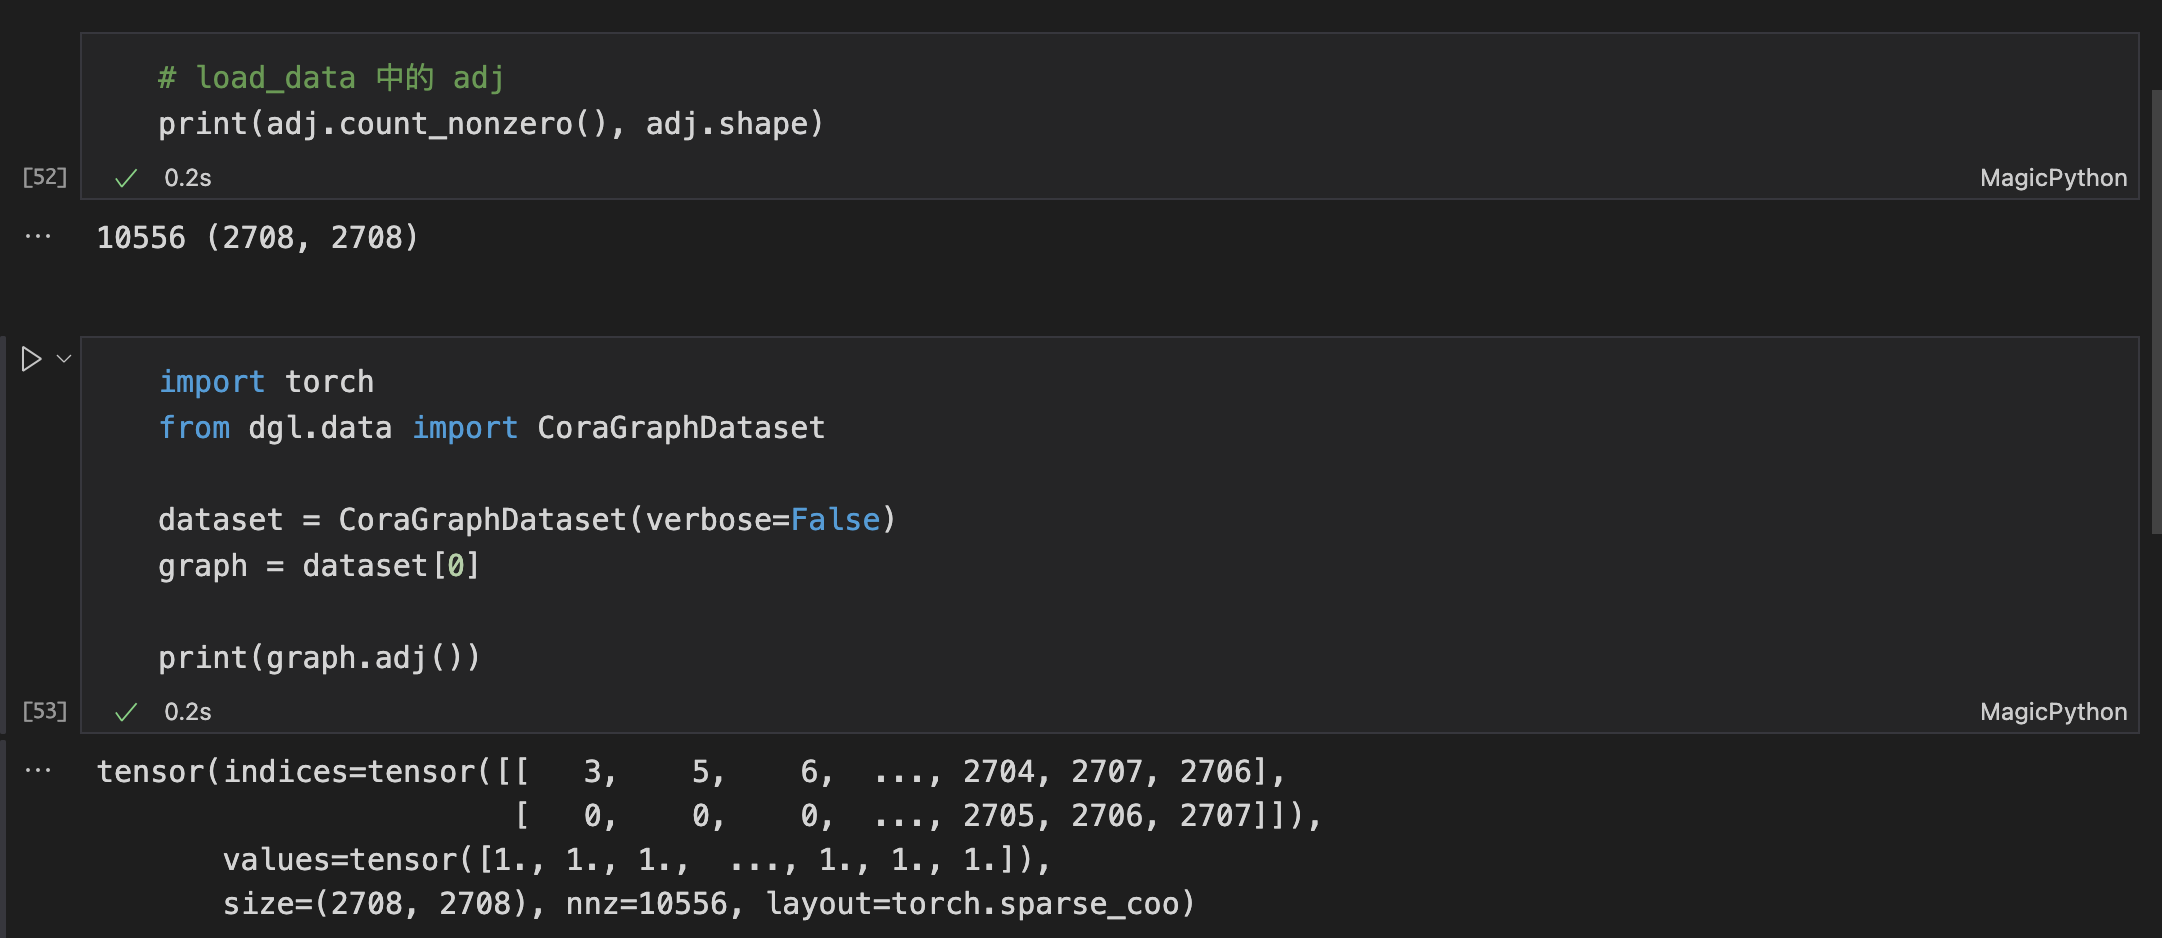 # load_data 中的 adj
print(adj.count_nonzero(), adj.shape)
[52] 0.2s MagicPython
... 10556 (2708, 2708)
import torch
from dgl.data import CoraGraphDataset
dataset = CoraGraphDataset(verbose=False)
graph = dataset[0]
print(graph.adj())
[53] 0.2s MagicPython
... tensor(indices=tensor([[   3,    5,    6,  ..., 2704, 2707, 2706],
                       [   0,    0,    0,  ..., 2705, 2706, 2707]]),
       values=tensor([1., 1., 1.,  ..., 1., 1., 1.]),
       size=(2708, 2708), nnz=10556, layout=torch.sparse_coo)